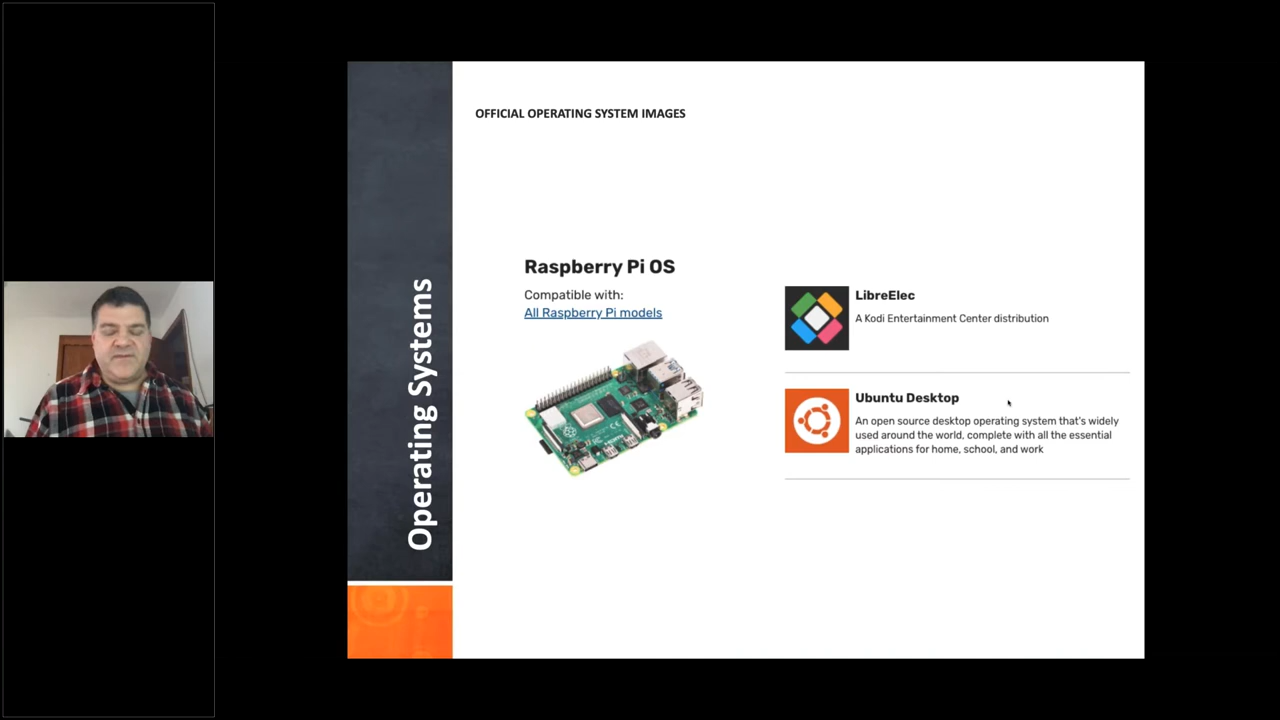 Operating Systems
OFFICIAL OPERATING SYSTEM IMAGES
Raspberry Pi OS
Compatible with:
All Raspberry Pi models
LibreElec
A Kodi Entertainment Center distribution
Ubuntu Desktop
An open source desktop operating system that's widely
used around the world, complete with all the essential
applications for home, school, and work